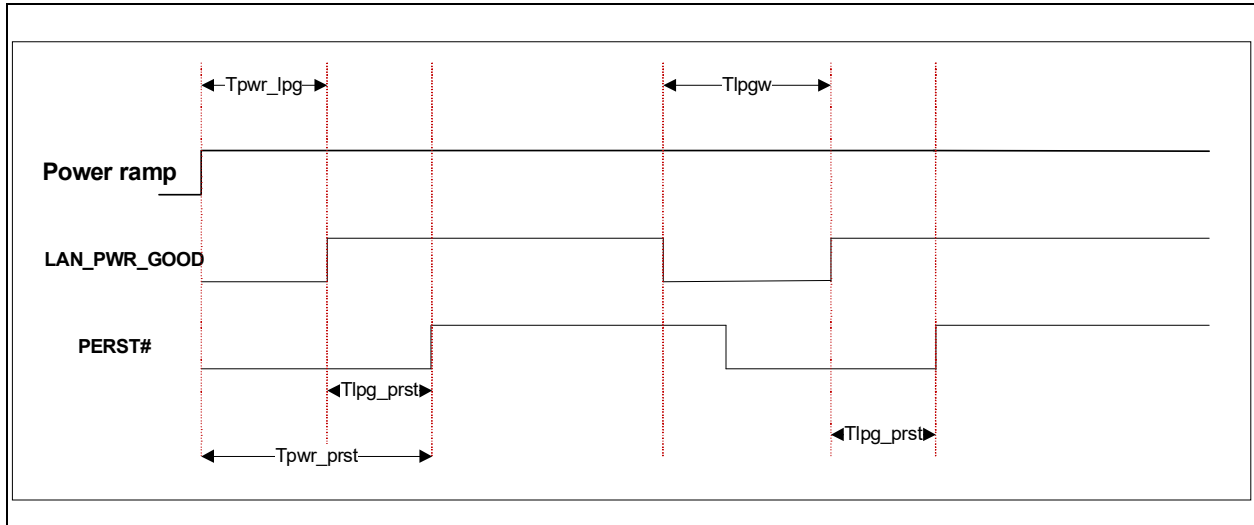 Tpwr_lpg
Tlpgw
Power ramp
LAN_PWR_GOOD
PERST#
Tlpg_prst
Tlpg_prst
Tpwr_prst